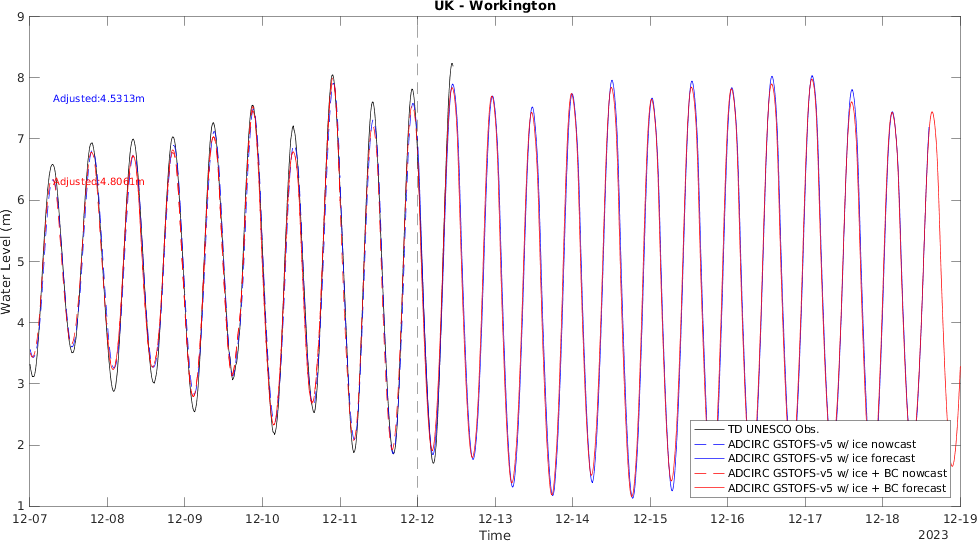 UK - Workington
9
8
7
6
5
4
3
2
1
Water Level (m)
Adjusted:4.5313m
Adjusted:4.8061m
TD UNESCO Obs.
ADCIRC GSTOFS-v5 w/ ice nowcast
ADCIRC GSTOFS-v5 w/ ice forecast
ADCIRC GSTOFS-v5 w/ ice + BC nowcast
ADCIRC GSTOFS-v5 w/ ice + BC forecast
12-07 12-08 12-09 12-10 12-11 12-12 12-13 12-14 12-15 12-16 12-17 12-18 12-19
Time
2023